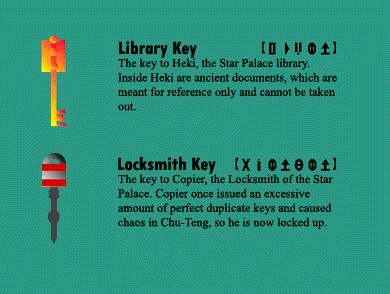 Library Key
The key to Heki, the Star Palace library.
Inside Heki are ancient documents, which are
meant for reference only and cannot be taken
out.
Locksmith Key
The key to Copier, the Locksmith of the Star
Palace. Copier once issued an excessive
amount of perfect duplicate keys and caused
chaos in Chu-Teng, so he is now locked up.